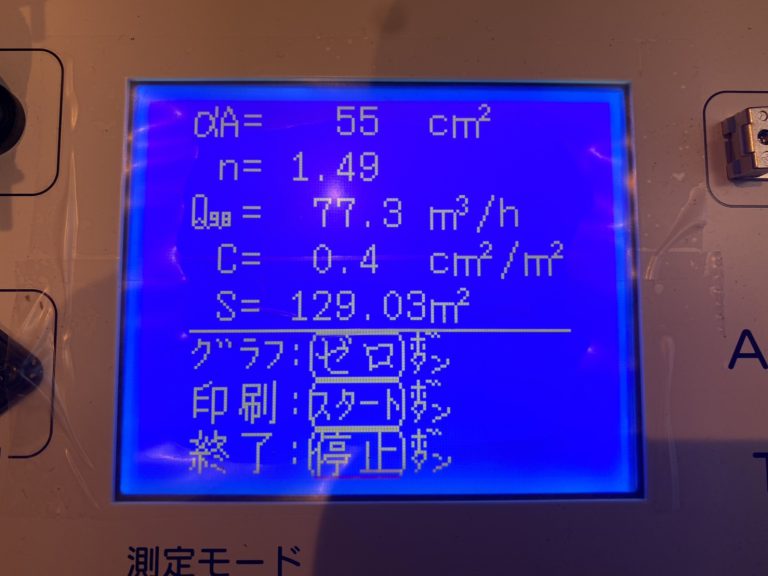 αA= 55 cm²
n= 1.49
Q9.8= 77.3 m³/h
C= 0.4 cm²/m²
S= 129.03m²
グラフ:(ゼロ)ボタン
印刷:(スタート)ボタン
終了:(停止)ボタン
測定モード
A
T